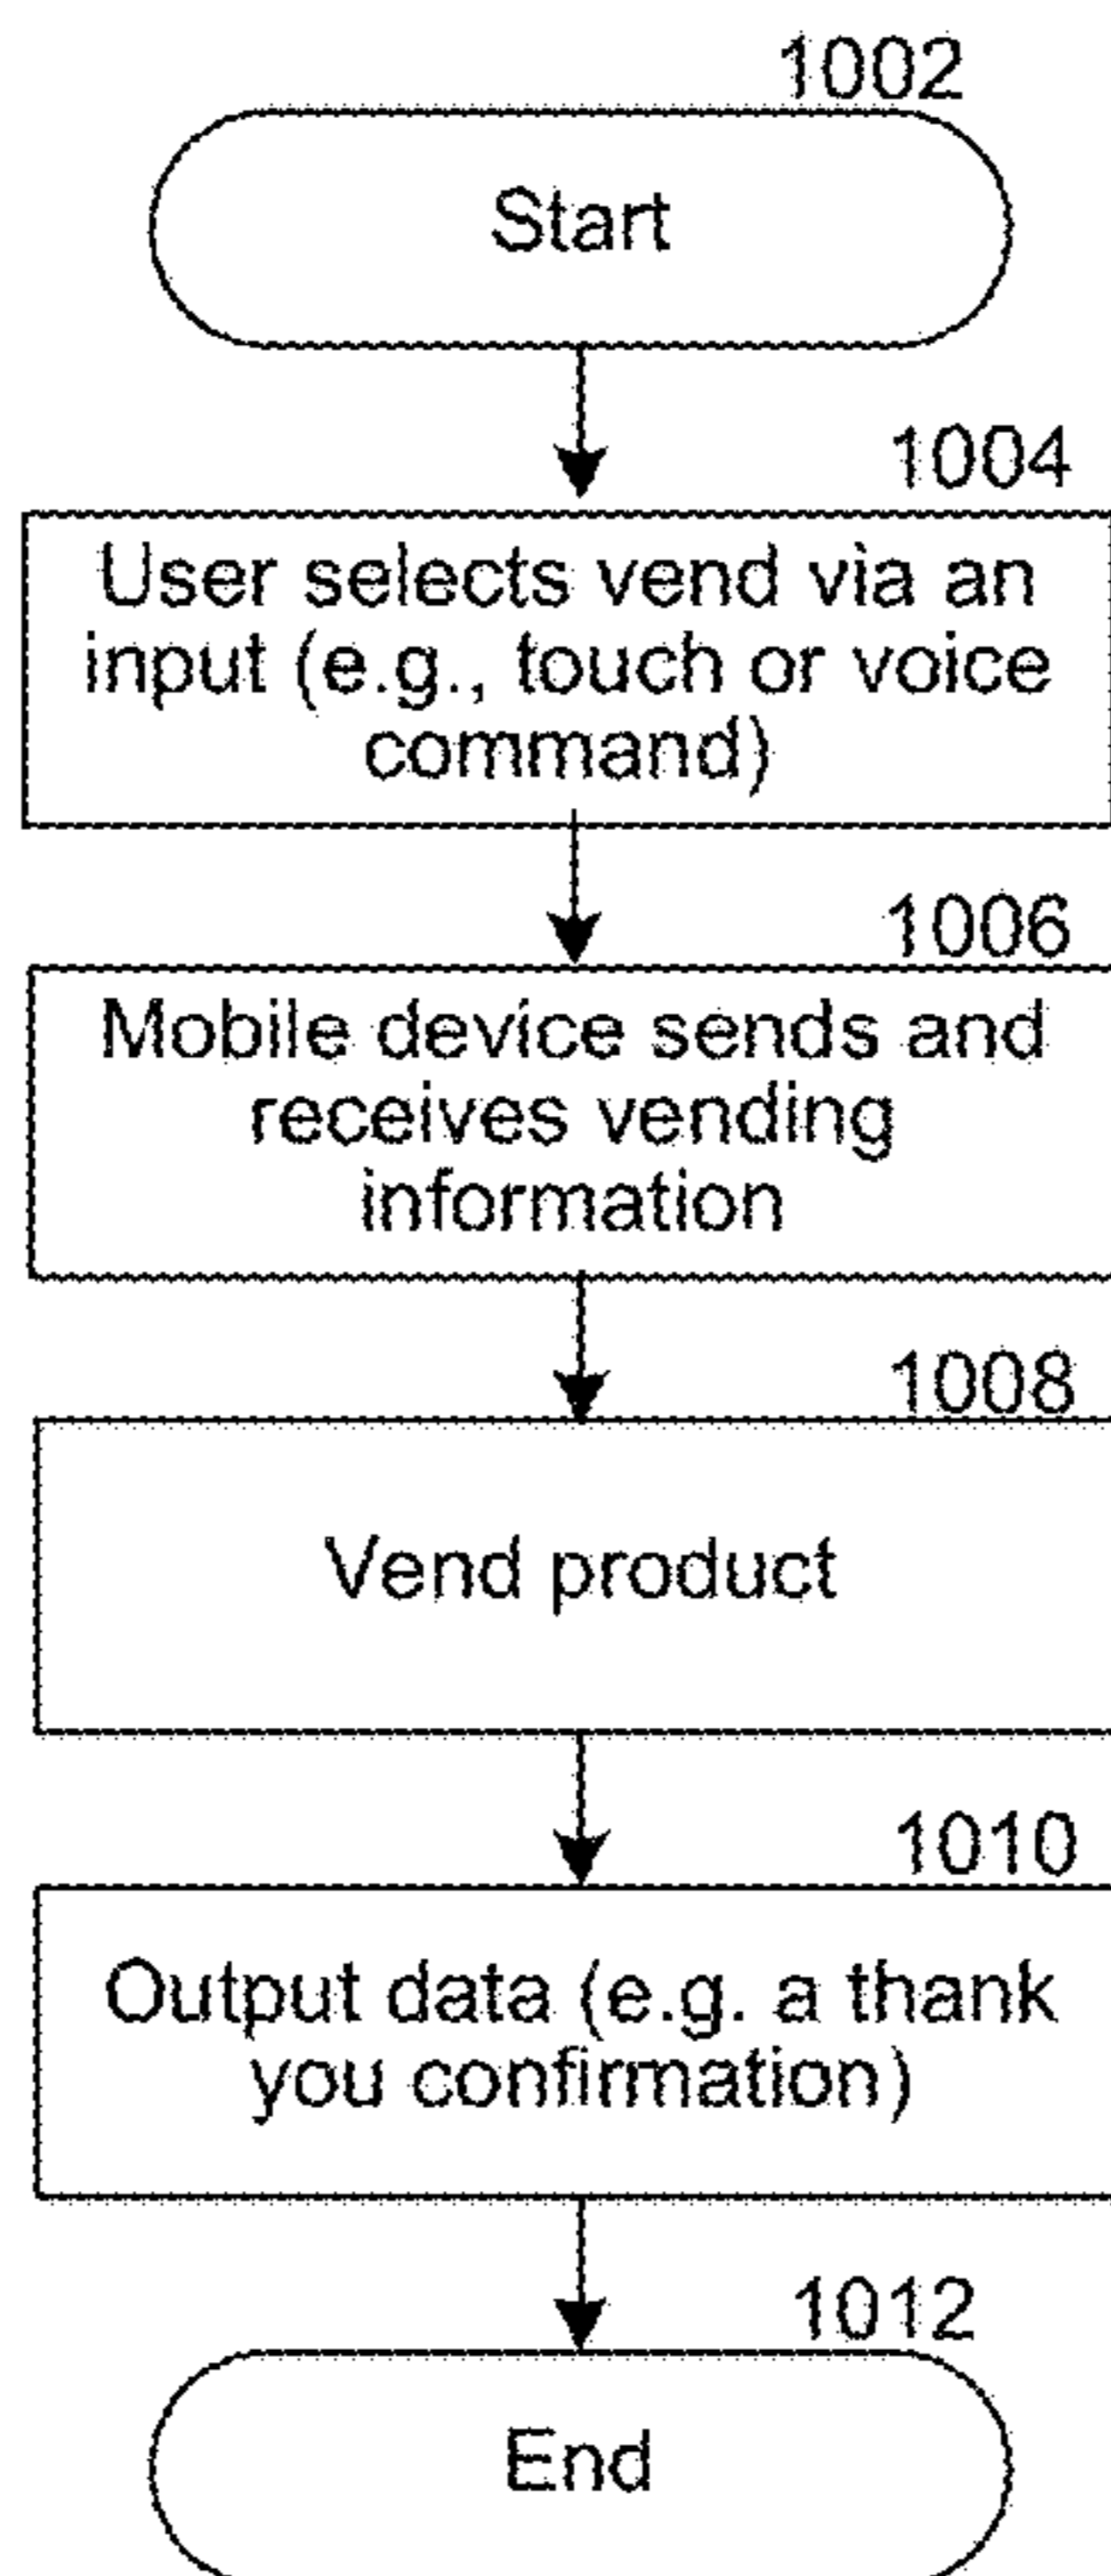 1002
Start
1004
User selects vend via an
input (e.g., touch or voice
command)
1006
Mobile device sends and
receives vending
information
1008
Vend product
1010
Output data (e.g. a thank
you confirmation)
1012
End